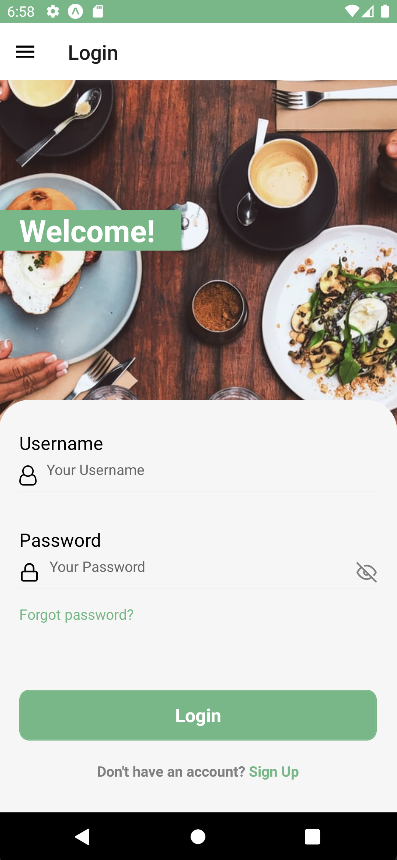 6:58
Login
Welcome!
Username
Your Username
Password
Your Password
Forgot password?
Login
Don't have an account? Sign Up